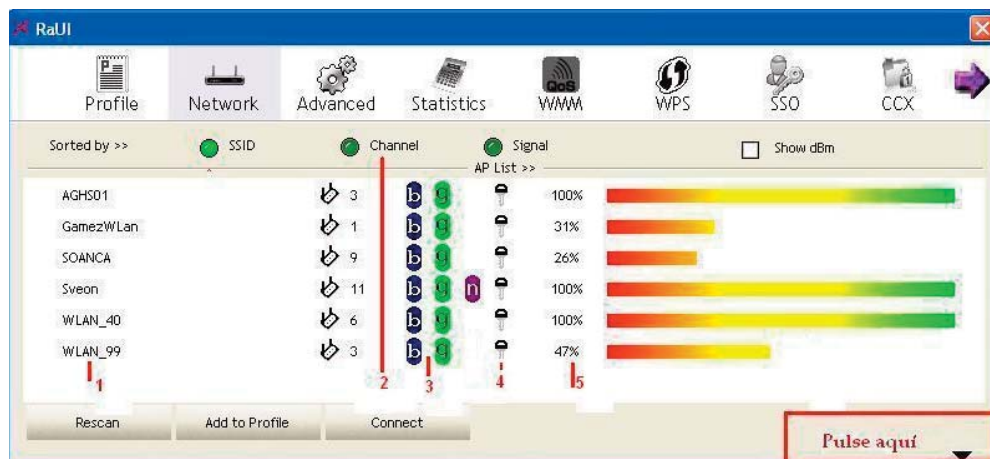 RaUI
Profile Network Advanced Statistics QoS WMM WPS SSO CCX
Sorted by >> SSID Channel Signal Show dBm
AP List >>
AGHS01 3 b g 100%
GamezWLan 1 b g 31%
SOANCA 9 b g 26%
Sveon 11 b g n 100%
WLAN_40 6 b g 100%
WLAN_99 3 b g 47%
1 2 3 4 5
Rescan Add to Profile Connect
Pulse aquí